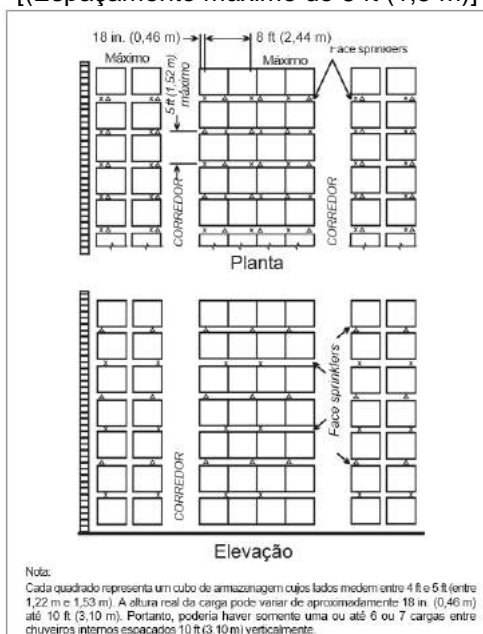 [(Espaçamento máximo de 5 ft (1,5 m)]
18 in. (0,46 m)
8 ft (2,44 m)
Máximo
Máximo
Face sprinklers
5 ft (1,52 m)
máximo
CORREDOR
CORREDOR
Planta
Face sprinklers
CORREDOR
Elevação
Nota:
Cada quadrado representa um cubo de armazenagem cujos lados medem entre 4 ft e 5 ft (entre
1,22 m e 1,53 m). A altura real da carga pode variar de aproximadamente 18 in. (0,46 m)
até 10 ft (3,10 m). Portanto, poderia haver somente uma ou até 6 ou 7 cargas entre
chuveiros internos espaçados 10 ft (3,10 m) verticalmente.